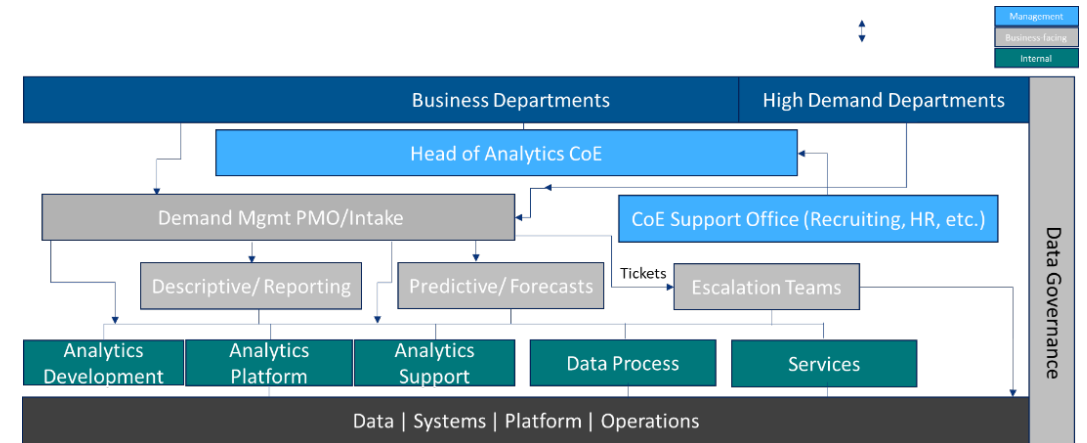 Management
Business-facing
Internal
Business Departments
High Demand Departments
Head of Analytics CoE
Demand Mgmt PMO/Intake
CoE Support Office (Recruiting, HR, etc.)
Descriptive/ Reporting
Predictive/ Forecasts
Tickets
Escalation Teams
Analytics
Development
Analytics
Platform
Analytics
Support
Data Process
Services
Data | Systems | Platform | Operations
Data Governance